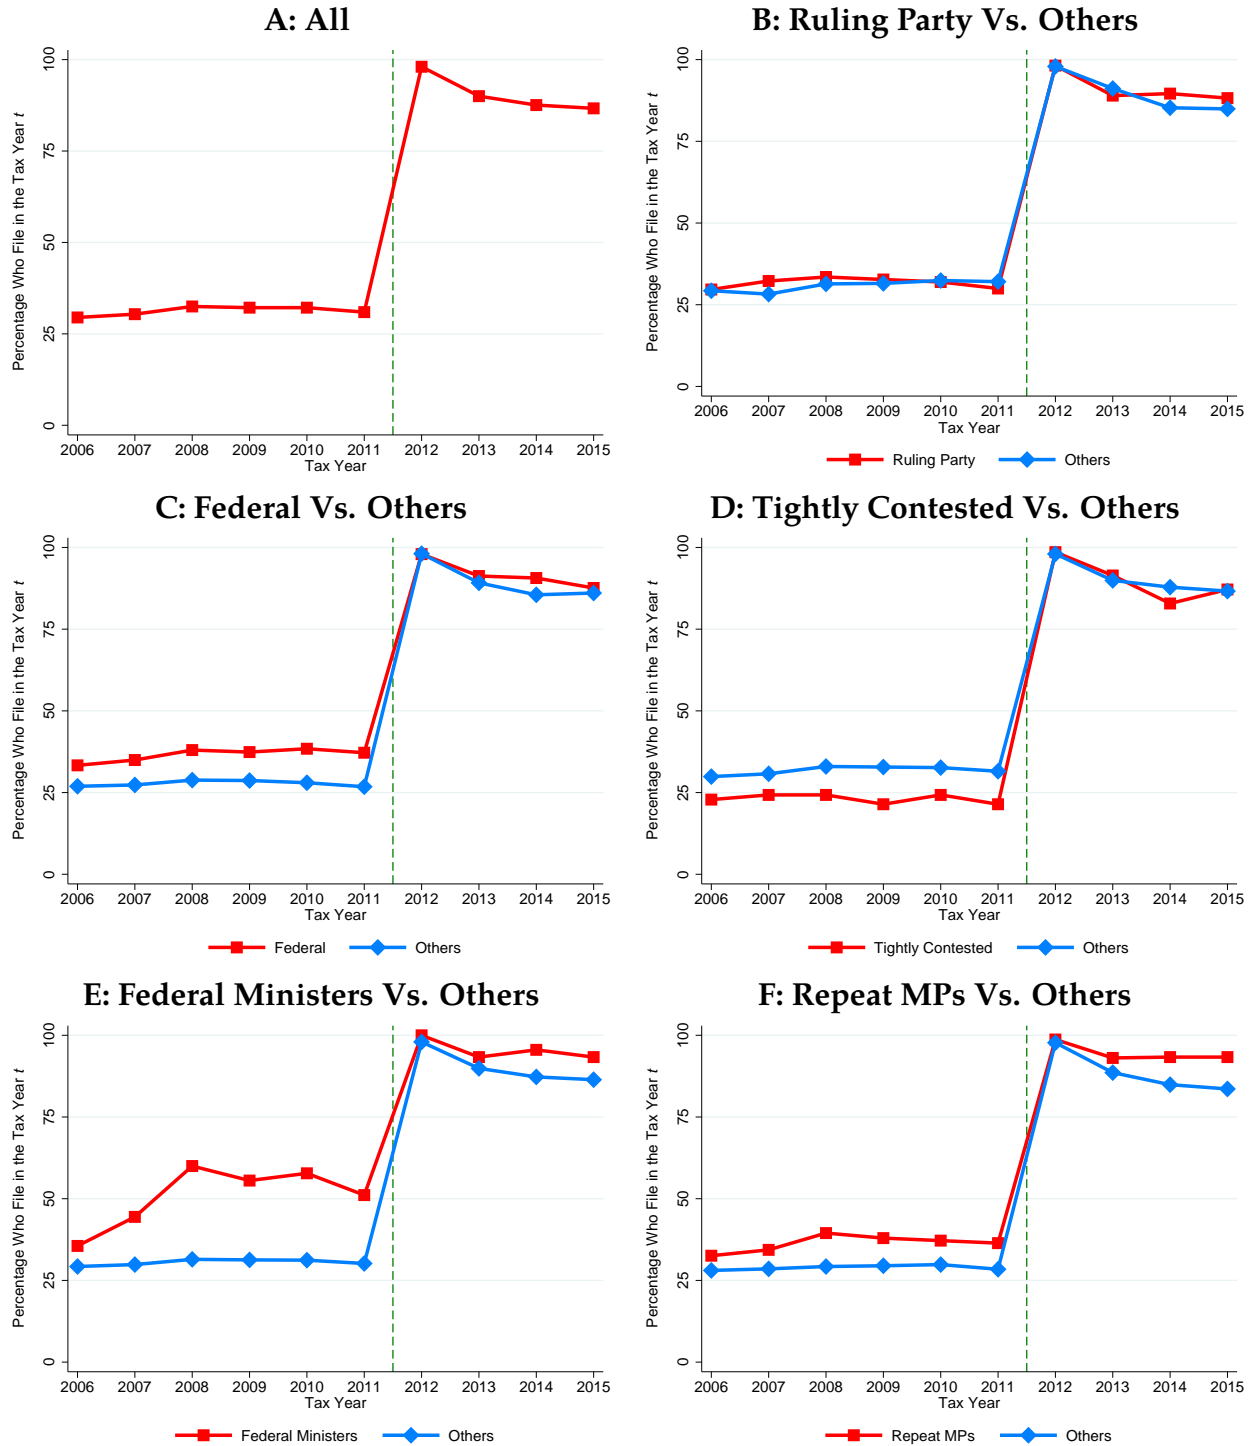 A: All
Percentage Who File in the Tax Year t
100
75
50
25
0
2006 2007 2008 2009 2010 2011 2012 2013 2014 2015
Tax Year
B: Ruling Party Vs. Others
Percentage Who File in the Tax Year t
100
75
50
25
0
2006 2007 2008 2009 2010 2011 2012 2013 2014 2015
Tax Year
Ruling Party Others
C: Federal Vs. Others
Percentage Who File in the Tax Year t
100
75
50
25
0
2006 2007 2008 2009 2010 2011 2012 2013 2014 2015
Tax Year
Federal Others
D: Tightly Contested Vs. Others
Percentage Who File in the Tax Year t
100
75
50
25
0
2006 2007 2008 2009 2010 2011 2012 2013 2014 2015
Tax Year
Tightly Contested Others
E: Federal Ministers Vs. Others
Percentage Who File in the Tax Year t
100
75
50
25
0
2006 2007 2008 2009 2010 2011 2012 2013 2014 2015
Tax Year
Federal Ministers Others
F: Repeat MPs Vs. Others
Percentage Who File in the Tax Year t
100
75
50
25
0
2006 2007 2008 2009 2010 2011 2012 2013 2014 2015
Tax Year
Repeat MPs Others